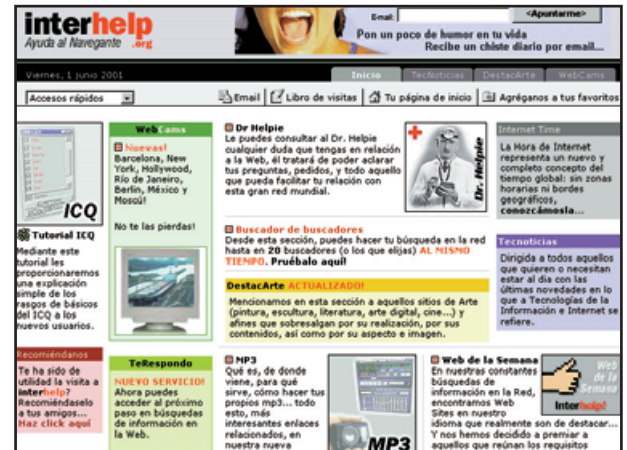 interhelp
Ayuda al Navegante .org
E-mail:
<Apuntarme>
Pon un poco de humor en tu vida
Recibe un chiste diario por email...
Viernes, 1 junio 2001
Inicio
TecNoticias
DestacArte
WebCams
Accesos rápidos
Email
Libro de visitas
Tu página de inicio
Agréganos a tus favoritos
ICQ
Tutorial ICQ
Mediante este
tutorial les
proporcionaremos
una explicación
simple de los
rasgos de básicos
del ICQ a los
nuevos usuarios.
Recomiéndanos
Te ha sido de
utilidad la visita a
interhelp?
Recomiéndaselo
a tus amigos...
Haz click aquí
WebCams
Nuevas!
Barcelona, New
York, Hollywood,
Río de Janeiro,
Berlin, México y
Moscú!
No te las pierdas!
TeRespondo
NUEVO SERVICIO!
Ahora puedes
acceder al próximo
paso en búsquedas
de información en
la Web.
Dr Helpie
Le puedes consultar al Dr. Helpie
cualquier duda que tengas en relación
a la Web, él tratará de poder aclarar
tus preguntas, pedidos, y todo aquello
que pueda facilitar tu relación con
esta gran red mundial.
Dr. Helpie
Buscador de buscadores
Desde esta sección, puedes hacer tu búsqueda en la red
hasta en 20 buscadores (o los que elijas) AL MISMO
TIEMPO. Pruébalo aquí!
DestacArte ACTUALIZADO!
Mencionamos en esta sección a aquellos sitios de Arte
(pintura, escultura, literatura, arte digital, cine...) y
afines que sobresalgan por su realización, por sus
contenidos, así como por su aspecto e imagen.
MP3
Qué es, de donde
viene, para qué
sirve, cómo hacer tus
propios mp3... todo
esto, más
interesantes enlaces
relacionados, en
nuestra nueva
MP3
Web de la Semana
En nuestras constantes
búsquedas de
información en la Red,
encontramos Web
Sites en nuestro
idioma que realmente son de destacar...
Y nos hemos decidido a premiar a
aquellos que reúnan los requisitos
Web
de la
Semana
Interhelp!
Internet Time
La Hora de Internet
representa un nuevo y
completo concepto del
tiempo global: sin zonas
horarias ni bordes
geográficos,
conozcámosla...
Tecnoticias
Dirigida a todos aquellos
que quieren o necesitan
estar al día con las
últimas novedades en lo
que a Tecnologías de la
Información e Internet se
refiere.